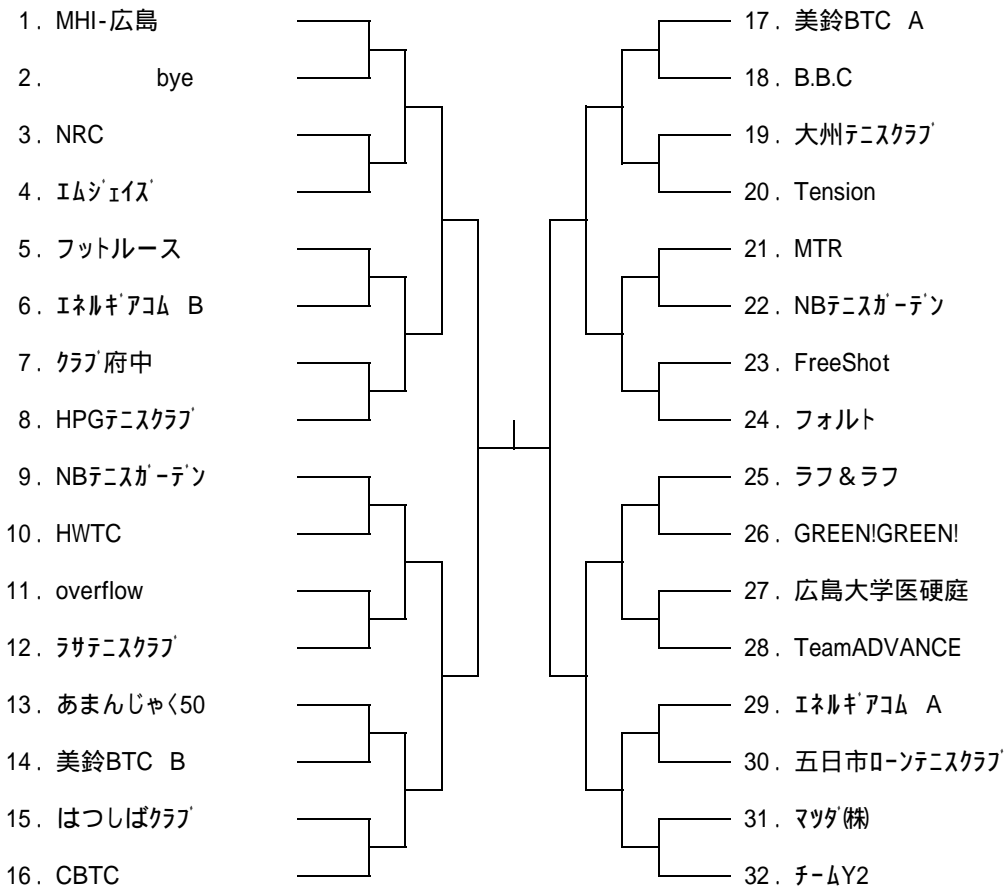 1. MHI-広島
2. bye
3. NRC
4. ｴﾑｼﾞｪｲｽﾞ
5. フットルース
6. ｴﾈﾙｷﾞｱｺﾑ B
7. ｸﾗﾌﾞ府中
8. HPGﾃﾆｽｸﾗﾌﾞ
9. NBﾃﾆｽｶﾞｰﾃﾞﾝ
10. HWTC
11. overflow
12. ﾗｻﾃﾆｽｸﾗﾌﾞ
13. あまんじゃく50
14. 美鈴BTC B
15. はつしばｸﾗﾌﾞ
16. CBTC
17. 美鈴BTC A
18. B.B.C
19. 大州ﾃﾆｽｸﾗﾌﾞ
20. Tension
21. MTR
22. NBﾃﾆｽｶﾞｰﾃﾞﾝ
23. FreeShot
24. フォルト
25. ラフ＆ラフ
26. GREEN!GREEN!
27. 広島大学医硬庭
28. TeamADVANCE
29. ｴﾈﾙｷﾞｱｺﾑ A
30. 五日市ﾛｰﾝﾃﾆｽｸﾗﾌﾞ
31. ﾏﾂﾀﾞ㈱
32. ﾁｰﾑY2